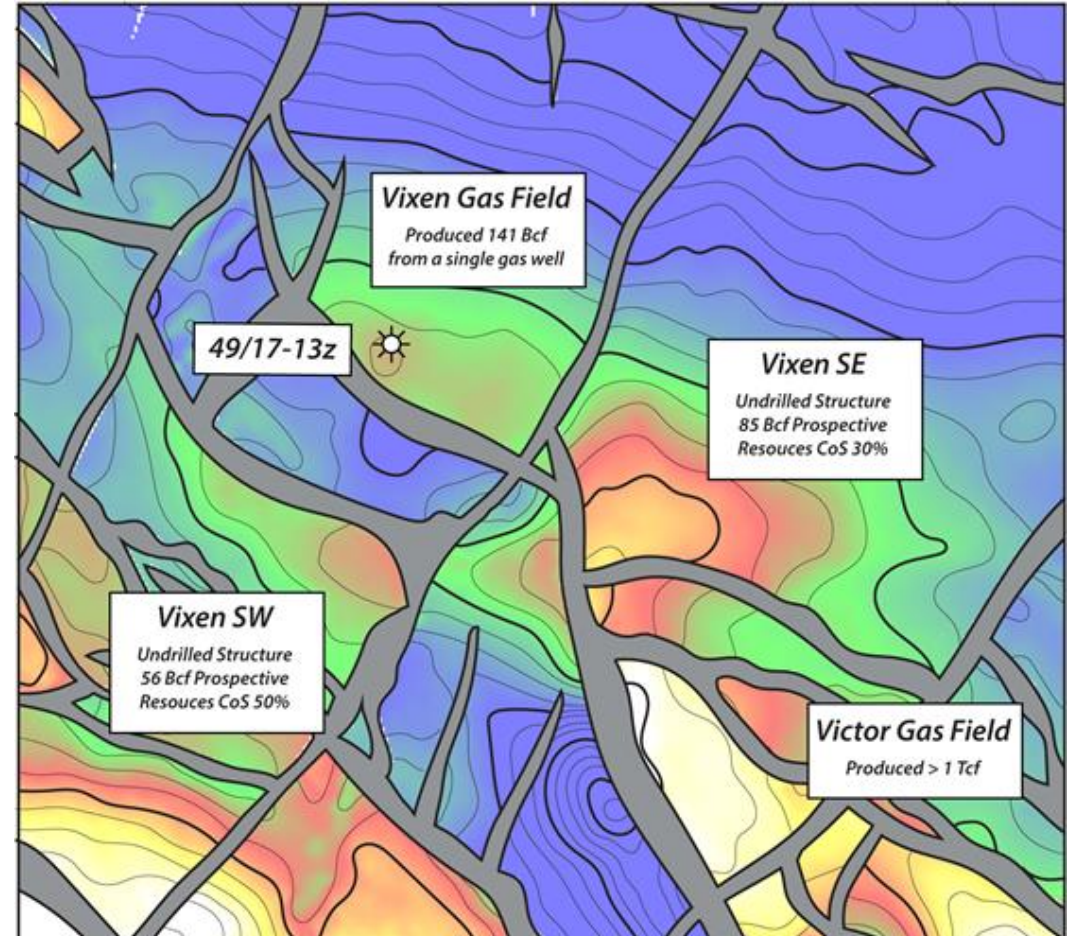 Vixen Gas Field
Produced 141 Bcf
from a single gas well
49/17-13z
Vixen SE
Undrilled Structure
85 Bcf Prospective
Resouces CoS 30%
Vixen SW
Undrilled Structure
56 Bcf Prospective
Resouces CoS 50%
Victor Gas Field
Produced > 1 Tcf